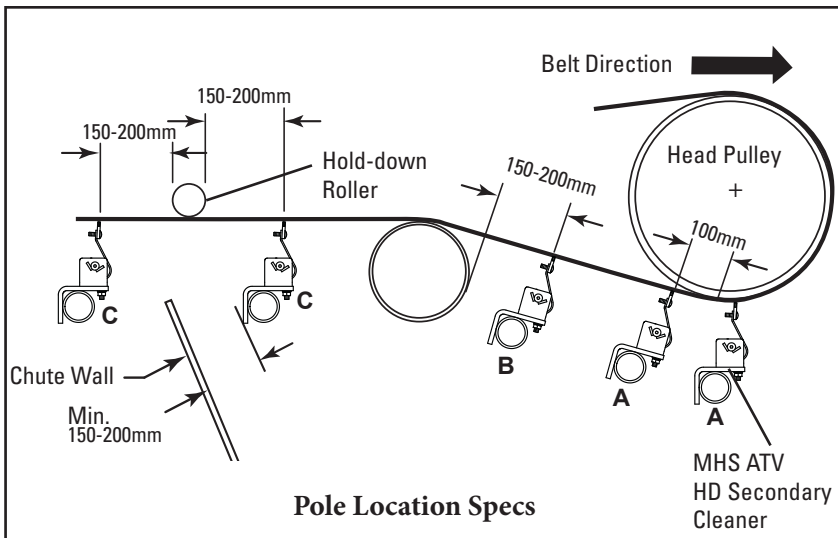 Belt Direction
150-200mm
150-200mm
Hold-down
Roller
150-200mm
Head Pulley
+
100mm
C
C
B
A
A
Chute Wall
Min.
150-200mm
MHS ATV
HD Secondary
Cleaner
Pole Location Specs